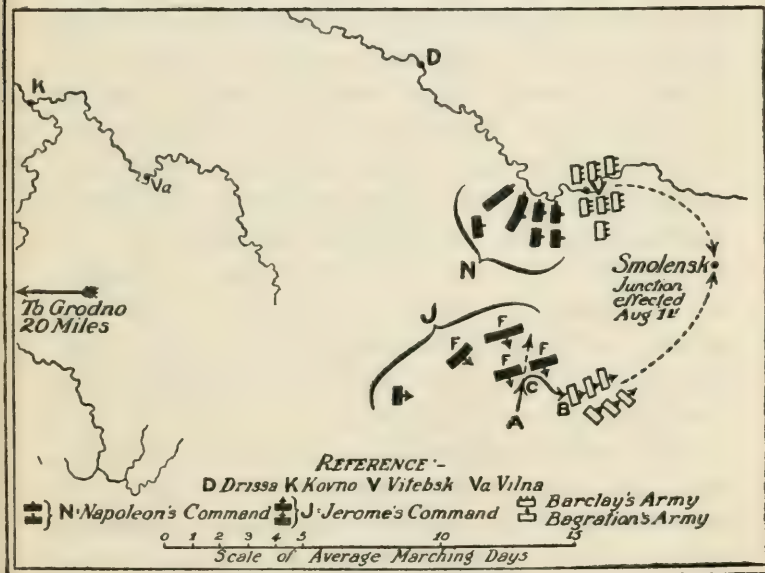 K
D
Va
V
N
To Grodno
20 Miles
Smolensk
Junction
effected
Aug 1st
J
F
F
F
F
C
B
A
REFERENCE:-
D Drissa K Kovno V Vitebsk Va Vilna
N·Napoleon's Command J·Jerome's Command
Barclay's Army
Bagration's Army
0 1 2 3 4 5 10 15
Scale of Average Marching Days